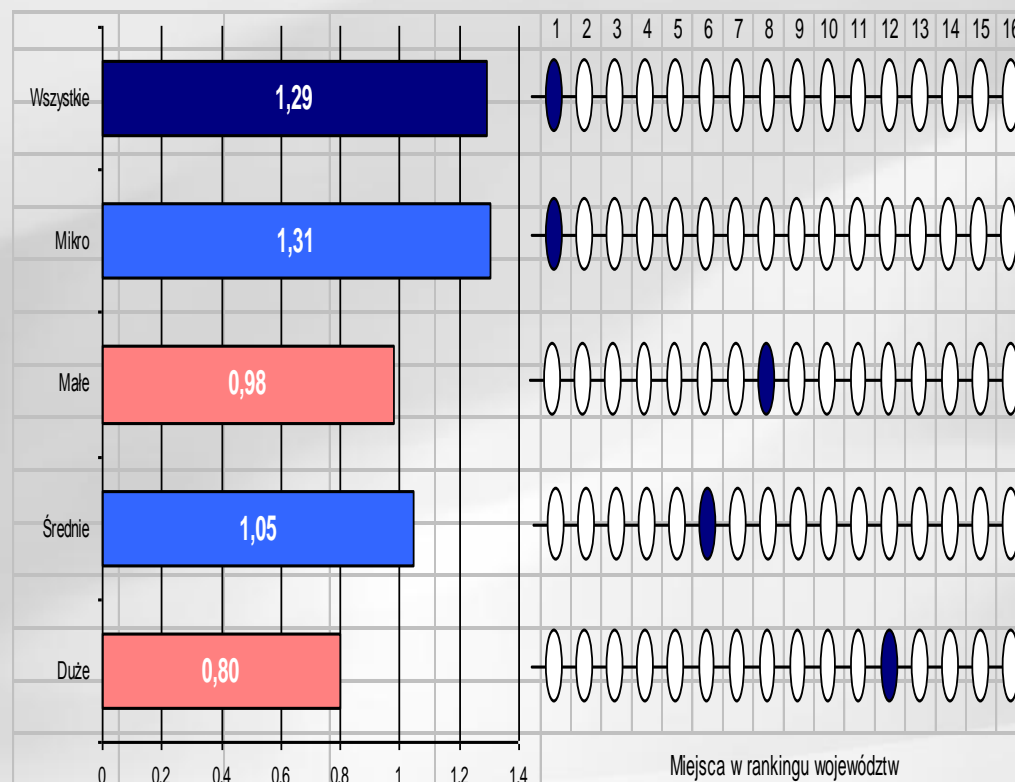 1 2 3 4 5 6 7 8 9 10 11 12 13 14 15 16
Wszystkie 1,29
Mikro 1,31
Małe 0,98
Średnie 1,05
Duże 0,80
0 0,2 0,4 0,6 0,8 1 1,2 1,4
Miejsca w rankingu województw